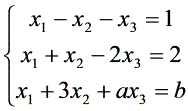 x₁ − x₂ − x₃ = 1
x₁ + x₂ − 2x₃ = 2
x₁ + 3x₂ + ax₃ = b